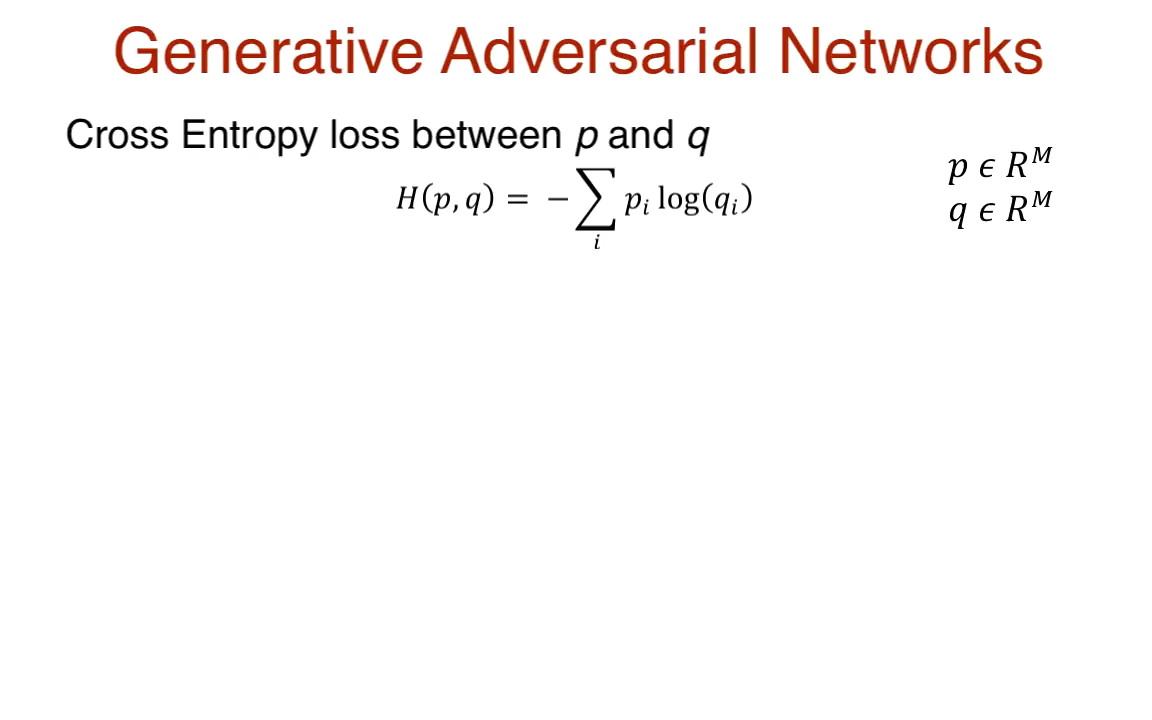 Generative Adversarial Networks
Cross Entropy loss between p and q
H(p, q) = − ∑_i p_i log(q_i)
p ϵ R^M
q ϵ R^M